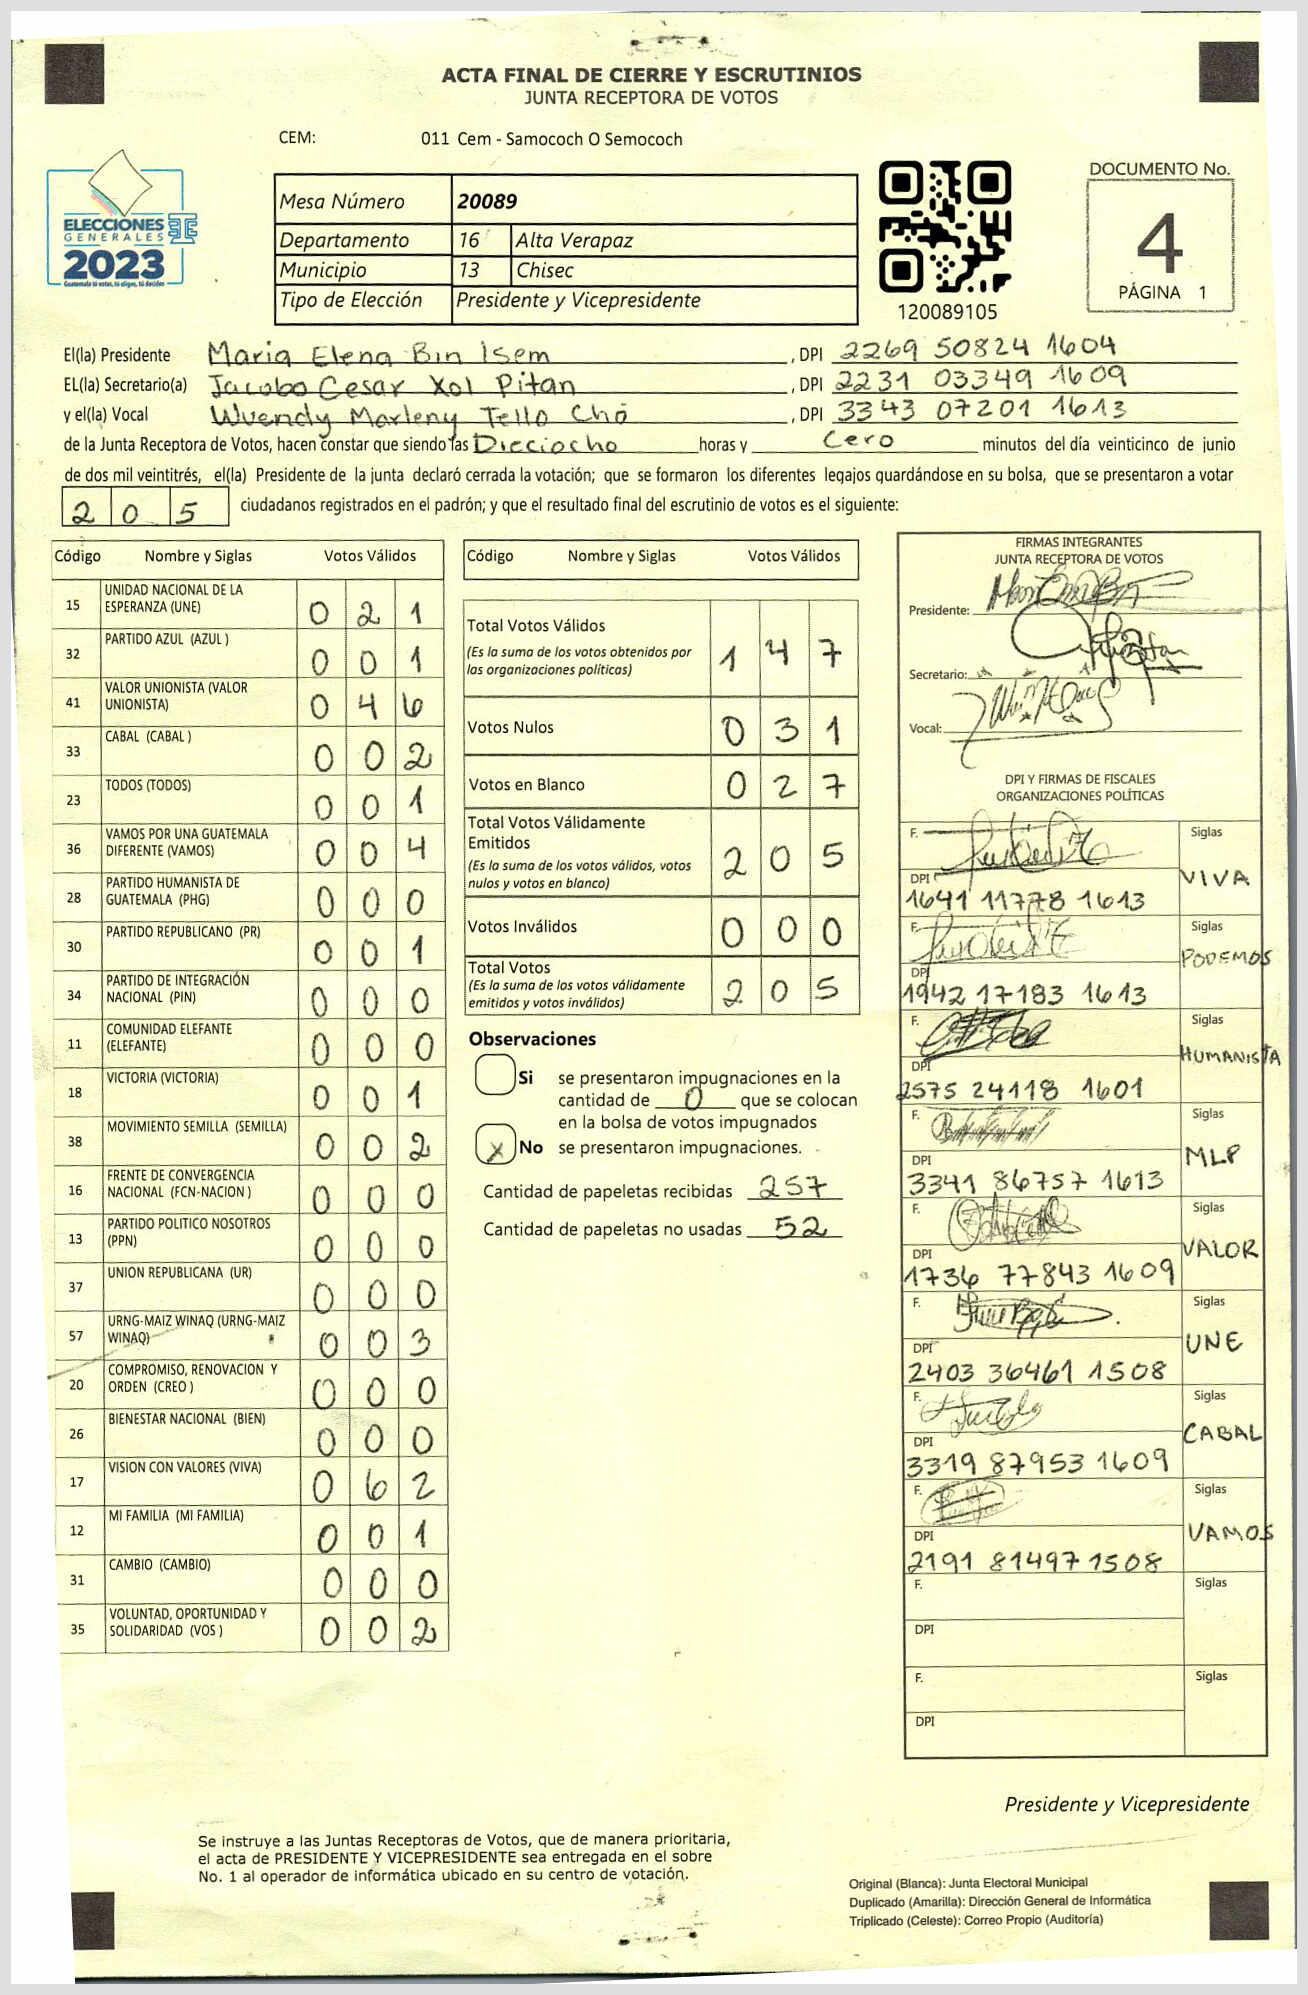 ACTA FINAL DE CIERRE Y ESCRUTINIOS
JUNTA RECEPTORA DE VOTOS
CEM: 011 Cem - Samococh O Semococh
ELECCIONES
GENERALES
2023
Guatemala tú votas, tú eliges, tú decides
Mesa Número 20089
Departamento 16 Alta Verapaz
Municipio 13 Chisec
Tipo de Elección Presidente y Vicepresidente
120089105
DOCUMENTO No.
4
PÁGINA 1
El(la) Presidente Maria Elena Bin Isem, DPI 2269 50824 1604
EL(la) Secretario(a) Jacobo Cesar Xol Pitan, DPI 2231 03349 1609
y el(la) Vocal Wuendy Marleny Tello Chó, DPI 3343 07201 1613
de la Junta Receptora de Votos, hacen constar que siendo las Dieciocho horas y Cero minutos del día veinticinco de junio
de dos mil veintitrés, el(la) Presidente de la junta declaró cerrada la votación; que se formaron los diferentes legajos guardándose en su bolsa, que se presentaron a votar
205 ciudadanos registrados en el padrón; y que el resultado final del escrutinio de votos es el siguiente:
Código Nombre y Siglas Votos Válidos
15 UNIDAD NACIONAL DE LA ESPERANZA (UNE) 0 2 1
32 PARTIDO AZUL (AZUL ) 0 0 1
41 VALOR UNIONISTA (VALOR UNIONISTA) 0 4 6
33 CABAL (CABAL ) 0 0 2
23 TODOS (TODOS) 0 0 1
36 VAMOS POR UNA GUATEMALA DIFERENTE (VAMOS) 0 0 4
28 PARTIDO HUMANISTA DE GUATEMALA (PHG) 0 0 0
30 PARTIDO REPUBLICANO (PR) 0 0 1
34 PARTIDO DE INTEGRACIÓN NACIONAL (PIN) 0 0 0
11 COMUNIDAD ELEFANTE (ELEFANTE) 0 0 0
18 VICTORIA (VICTORIA) 0 0 1
38 MOVIMIENTO SEMILLA (SEMILLA) 0 0 2
16 FRENTE DE CONVERGENCIA NACIONAL (FCN-NACION ) 0 0 0
13 PARTIDO POLITICO NOSOTROS (PPN) 0 0 0
37 UNION REPUBLICANA (UR) 0 0 0
57 URNG-MAIZ WINAQ (URNG-MAIZ WINAQ) 0 0 3
20 COMPROMISO, RENOVACION Y ORDEN (CREO ) 0 0 0
26 BIENESTAR NACIONAL (BIEN) 0 0 0
17 VISION CON VALORES (VIVA) 0 6 2
12 MI FAMILIA (MI FAMILIA) 0 0 1
31 CAMBIO (CAMBIO) 0 0 0
35 VOLUNTAD, OPORTUNIDAD Y SOLIDARIDAD (VOS ) 0 0 2
Código Nombre y Siglas Votos Válidos
Total Votos Válidos 1 4 7
(Es la suma de los votos obtenidos por
las organizaciones políticas)
Votos Nulos 0 3 1
Votos en Blanco 0 2 7
Total Votos Válidamente
Emitidos 2 0 5
(Es la suma de los votos válidos, votos
nulos y votos en blanco)
Votos Inválidos 0 0 0
Total Votos
(Es la suma de los votos válidamente
emitidos y votos inválidos) 2 0 5
Observaciones
Si se presentaron impugnaciones en la
cantidad de 0 que se colocan
en la bolsa de votos impugnados
X No se presentaron impugnaciones.
Cantidad de papeletas recibidas 257
Cantidad de papeletas no usadas 52
FIRMAS INTEGRANTES
JUNTA RECEPTORA DE VOTOS
Presidente:
Secretario:
Vocal:
DPI Y FIRMAS DE FISCALES
ORGANIZACIONES POLÍTICAS
F. Siglas
DPI VIVA
1641 11778 1613
F. Siglas
DPI PODEMOS
1942 17183 1613
F. Siglas
DPI HUMANISTA
2575 24118 1601
F. Siglas
DPI MLP
3341 86757 1613
F. Siglas
DPI VALOR
1736 77843 1609
F. Siglas
DPI UNE
2403 36461 1508
F. Siglas
DPI CABAL
3319 87953 1609
F. Siglas
DPI VAMOS
2191 81497 1508
F. Siglas
DPI
F. Siglas
DPI
Presidente y Vicepresidente
Se instruye a las Juntas Receptoras de Votos, que de manera prioritaria,
el acta de PRESIDENTE Y VICEPRESIDENTE sea entregada en el sobre
No. 1 al operador de informática ubicado en su centro de votación.
Original (Blanca): Junta Electoral Municipal
Duplicado (Amarilla): Dirección General de Informática
Triplicado (Celeste): Correo Propio (Auditoría)